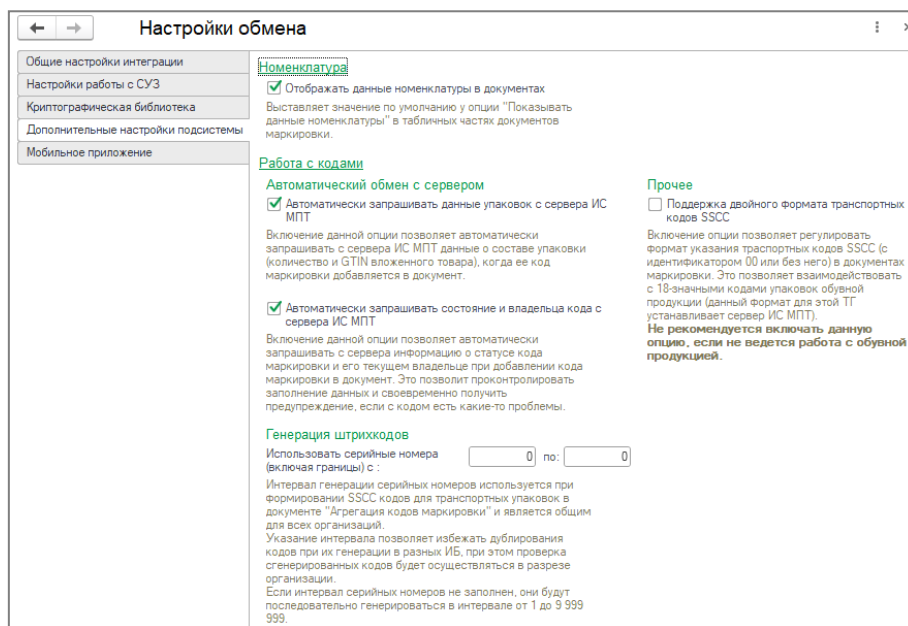 Настройки обмена
Общие настройки интеграции
Настройки работы с СУЗ
Криптографическая библиотека
Дополнительные настройки подсистемы
Мобильное приложение
Номенклатура
Отображать данные номенклатуры в документах
Выставляет значение по умолчанию у опции "Показывать
данные номенклатуры" в табличных частях документов
маркировки.
Работа с кодами
Автоматический обмен с сервером
Автоматически запрашивать данные упаковок с сервера ИС
МПТ
Включение данной опции позволяет автоматически
запрашивать с сервера ИС МПТ данные о составе упаковки
(количество и GTIN вложенного товара), когда ее код
маркировки добавляется в документ.
Автоматически запрашивать состояние и владельца кода с
сервера ИС МПТ
Включение данной опции позволяет автоматически
запрашивать с сервера информацию о статусе кода
маркировки и его текущем владельце при добавлении кода
маркировки в документ. Это позволит проконтролировать
заполнение данных и своевременно получить
предупреждение, если с кодом есть какие-то проблемы.
Генерация штрихкодов
Использовать серийные номера
(включая границы) с :
0 по: 0
Интервал генерации серийных номеров используется при
формировании SSCC кодов для транспортных упаковок в
документе "Агрегация кодов маркировки" и является общим
для всех организаций.
Указание интервала позволяет избежать дублирования
кодов при их генерации в разных ИБ, при этом проверка
сгенерированных кодов будет осуществляться в разрезе
организации.
Если интервал серийных номеров не заполнен, они будут
последовательно генерироваться в интервале от 1 до 9 999
999.
Прочее
Поддержка двойного формата транспортных
кодов SSCC
Включение опции позволяет регулировать
формат указания траспортных кодов SSCC (с
идентификатором 00 или без него) в документах
маркировки. Это позволяет взаимодействовать
с 18-значными кодами упаковок обувной
продукции (данный формат для этой ТГ
устанавливает сервер ИС МПТ).
Не рекомендуется включать данную
опцию, если не ведется работа с обувной
продукцией.